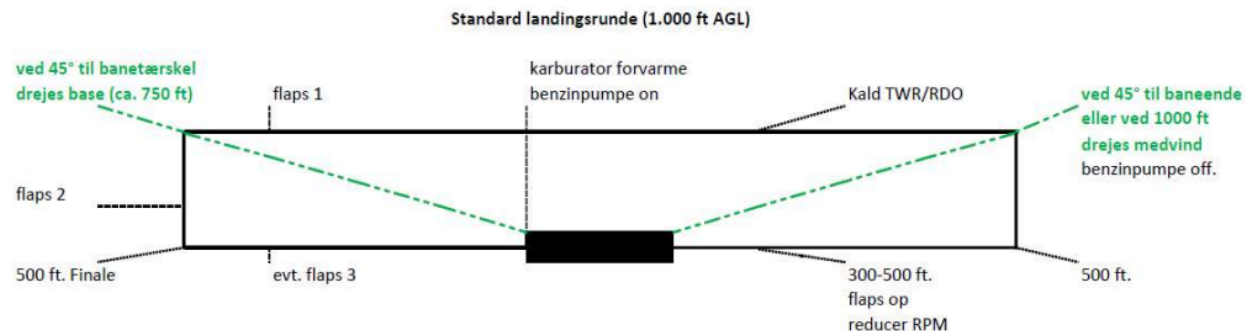 Standard landingsrunde (1.000 ft AGL)
ved 45° til banetærskel
drejes base (ca. 750 ft)
flaps 1
karburator forvarme
benzinpumpe on
Kald TWR/RDO
ved 45° til baneende
eller ved 1000 ft
drejes medvind
benzinpumpe off.
flaps 2
500 ft. Finale
evt. flaps 3
300-500 ft.
flaps op
reducer RPM
500 ft.